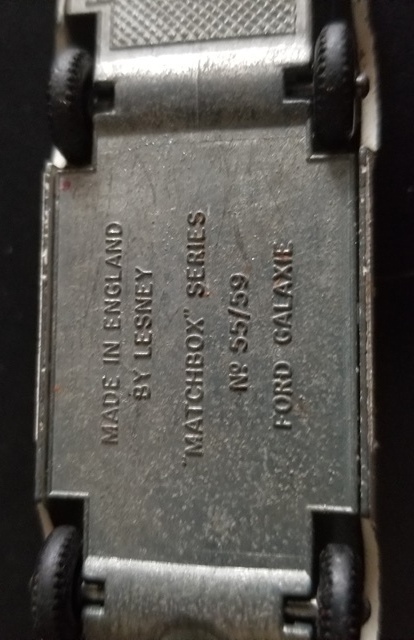 MADE IN ENGLAND
BY LESNEY
"MATCHBOX" SERIES
Nº 55/59
FORD GALAXIE